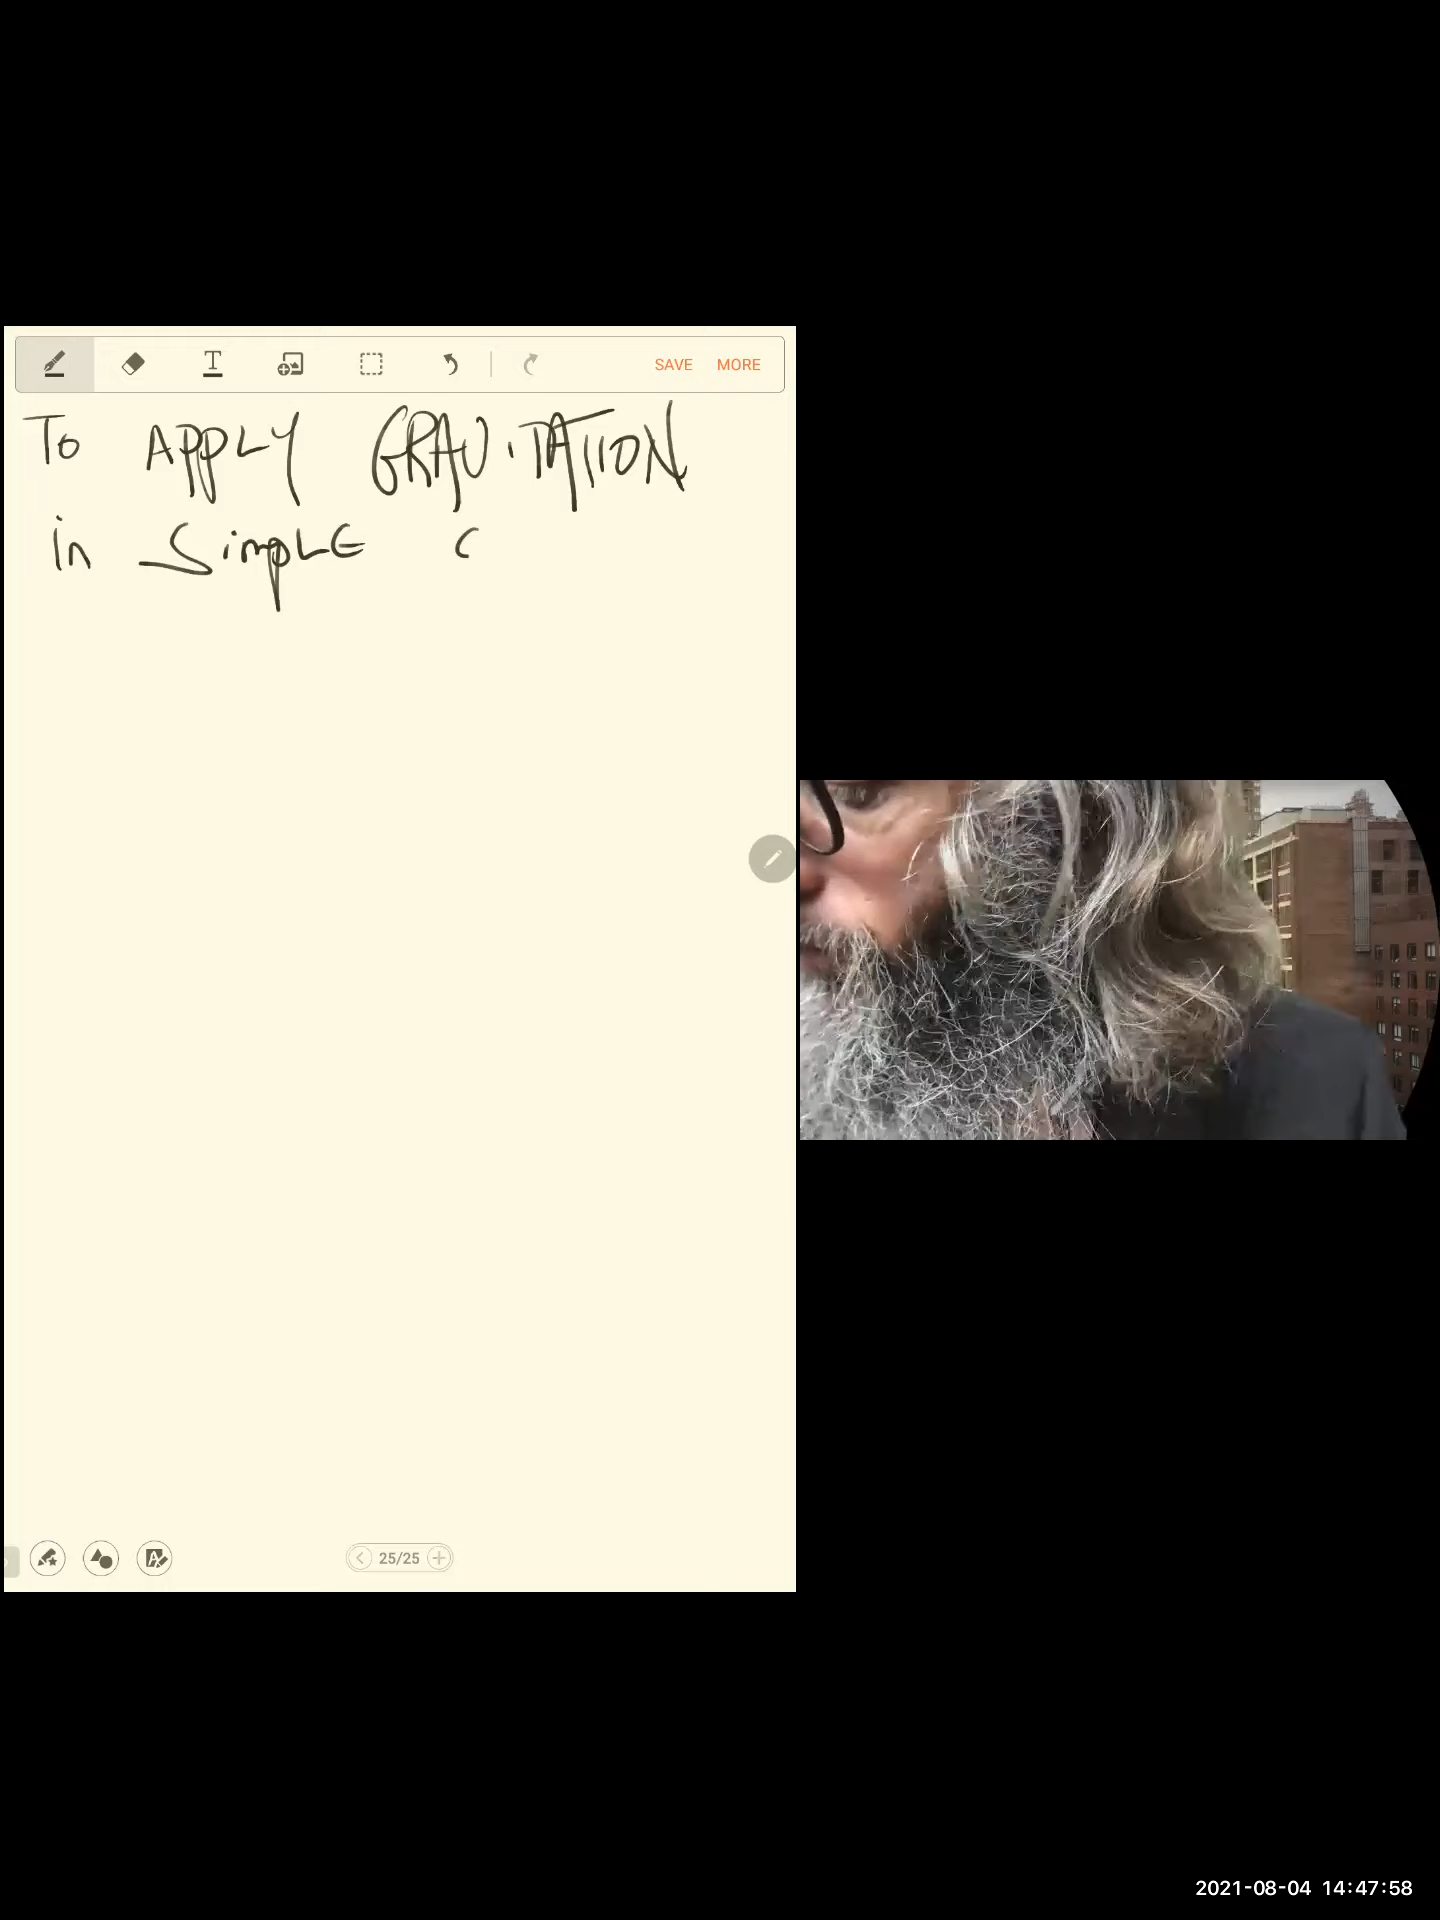 T SAVE MORE
To APPLY GRAVITATION
in SimpLE C
A
25/25
2021-08-04 14:47:58